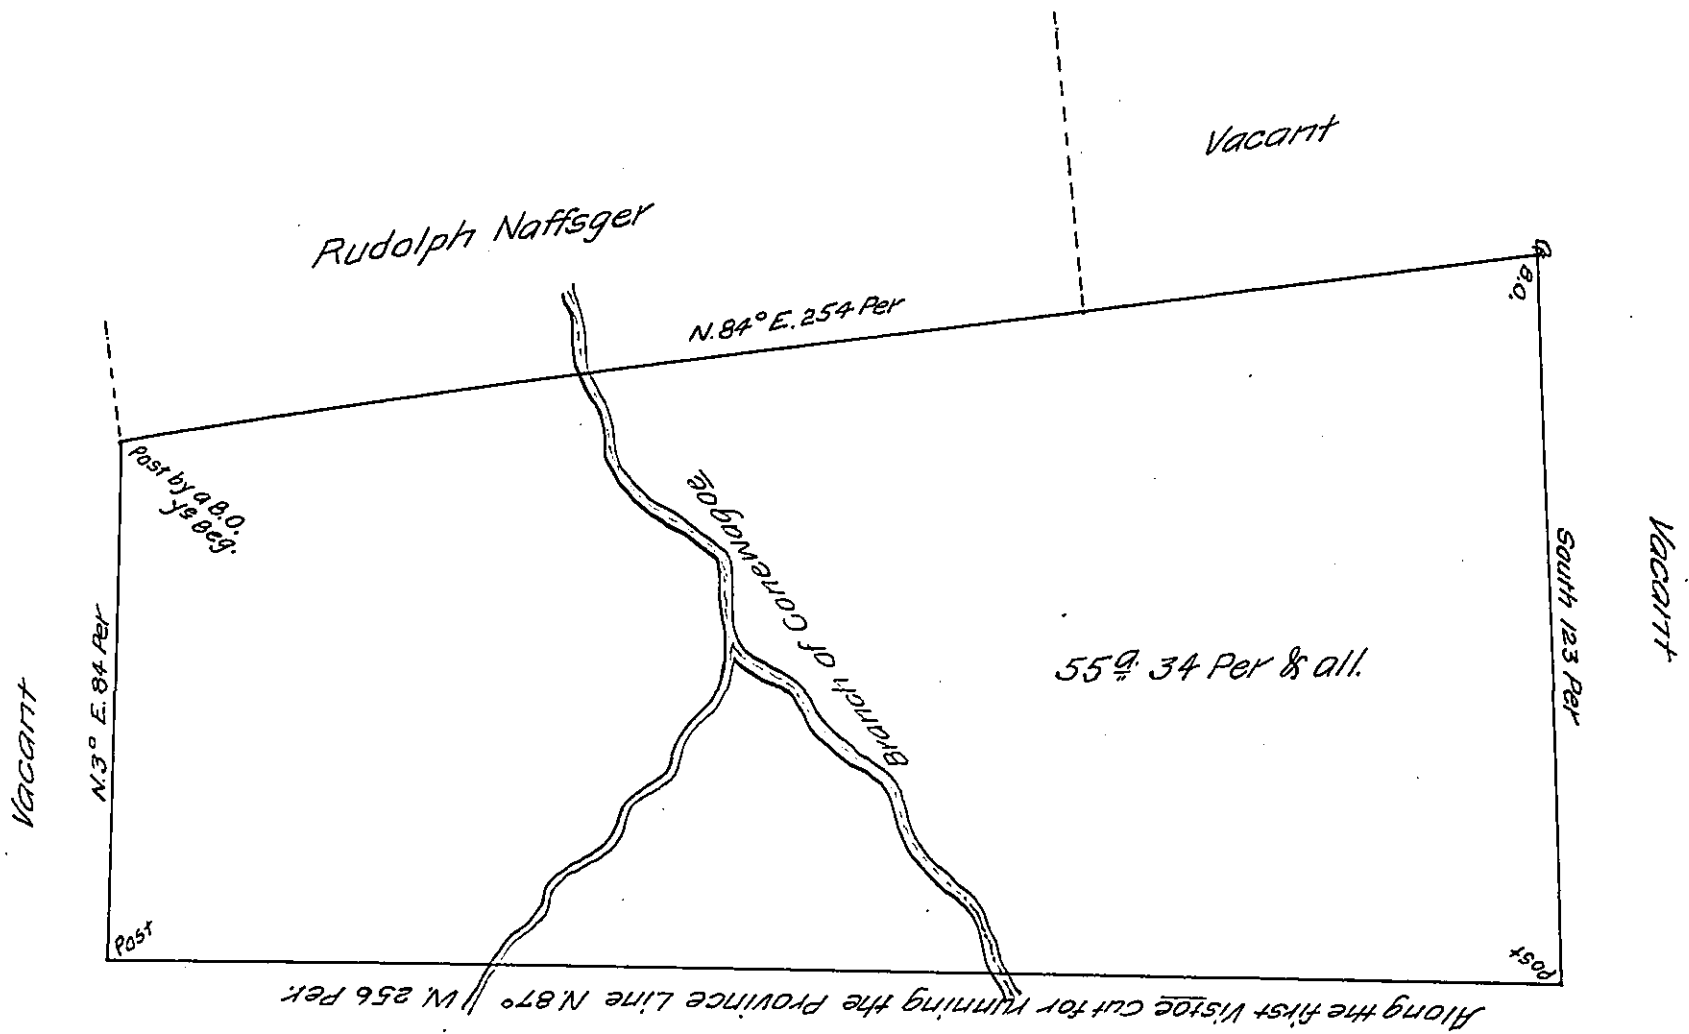 Vacant
Rudolph Naffsger
N. 84° E. 254 Per
B.O.
Post by a B.O.
ye Beg.
Branch of Conewagoe
South 123 Per
Vacant
55a. 34 Per & all.
N. 3° E. 84 Per
Vacant
Post
Post
Along the first Vistoe cut for running the Province Line N. 87° W. 256 Per.